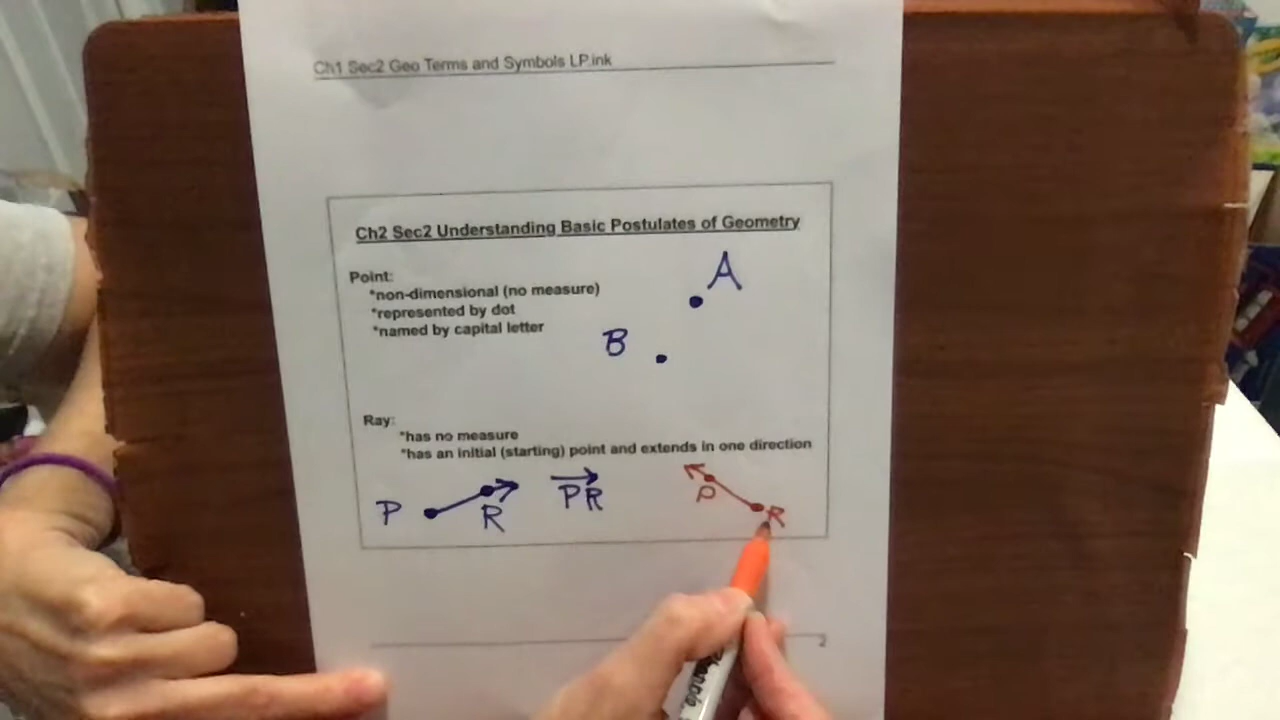 Ch1 Sec2 Geo Terms and Symbols LP.ink
Ch2 Sec2 Understanding Basic Postulates of Geometry
Point:
*non-dimensional (no measure)
*represented by dot
*named by capital letter
A
B
Ray:
*has no measure
*has an initial (starting) point and extends in one direction
P R PR P R
2